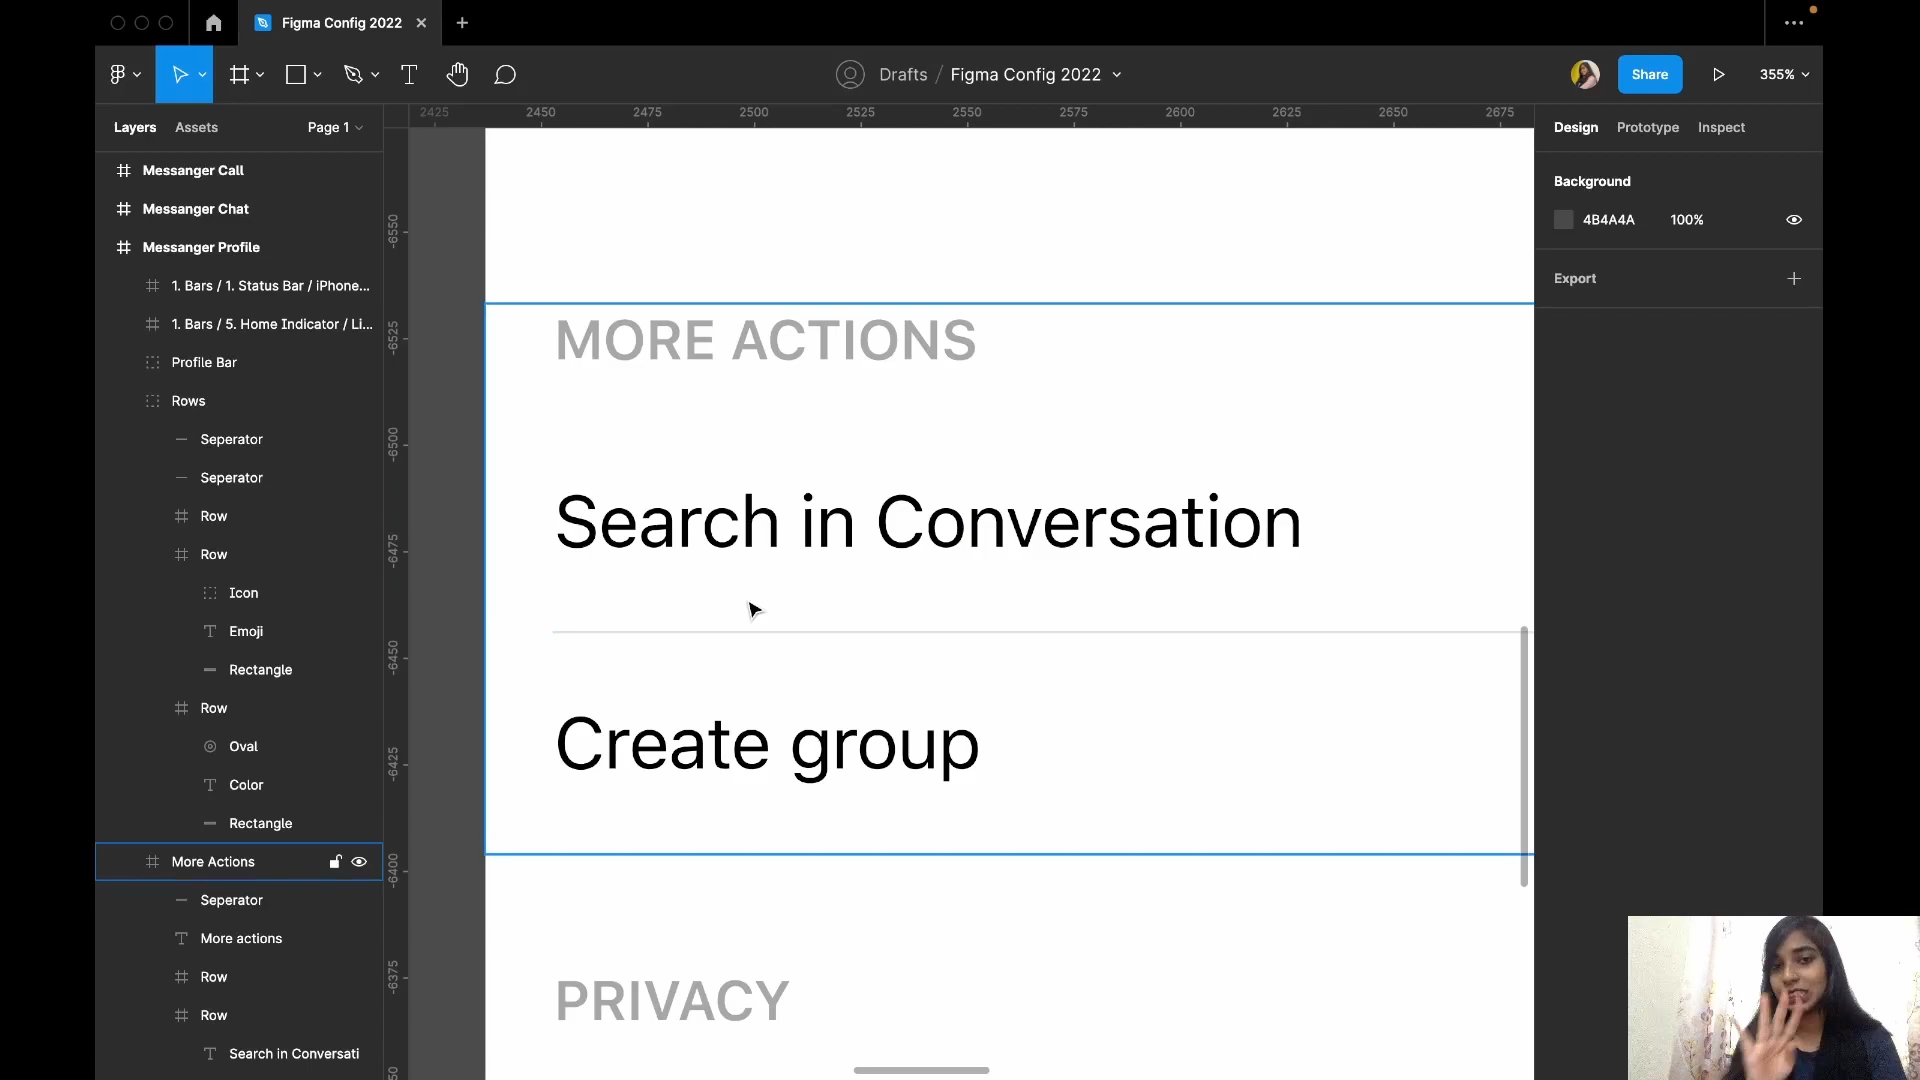 Figma Config 2022
Drafts / Figma Config 2022
Share
355%
Layers
Assets
Page 1
2425
2450
2475
2500
2525
2550
2575
2600
2625
2650
2675
Design
Prototype
Inspect
Messanger Call
Messanger Chat
Messanger Profile
1. Bars / 1. Status Bar / iPhone...
1. Bars / 5. Home Indicator / Li...
Profile Bar
Rows
Seperator
Seperator
Row
Row
Icon
Emoji
Rectangle
Row
Oval
Color
Rectangle
More Actions
Seperator
More actions
Row
Row
Search in Conversati
-6550
-6525
-6500
-6475
-6450
-6425
-6400
-6375
MORE ACTIONS
Search in Conversation
Create group
PRIVACY
Background
4B4A4A
100%
Export